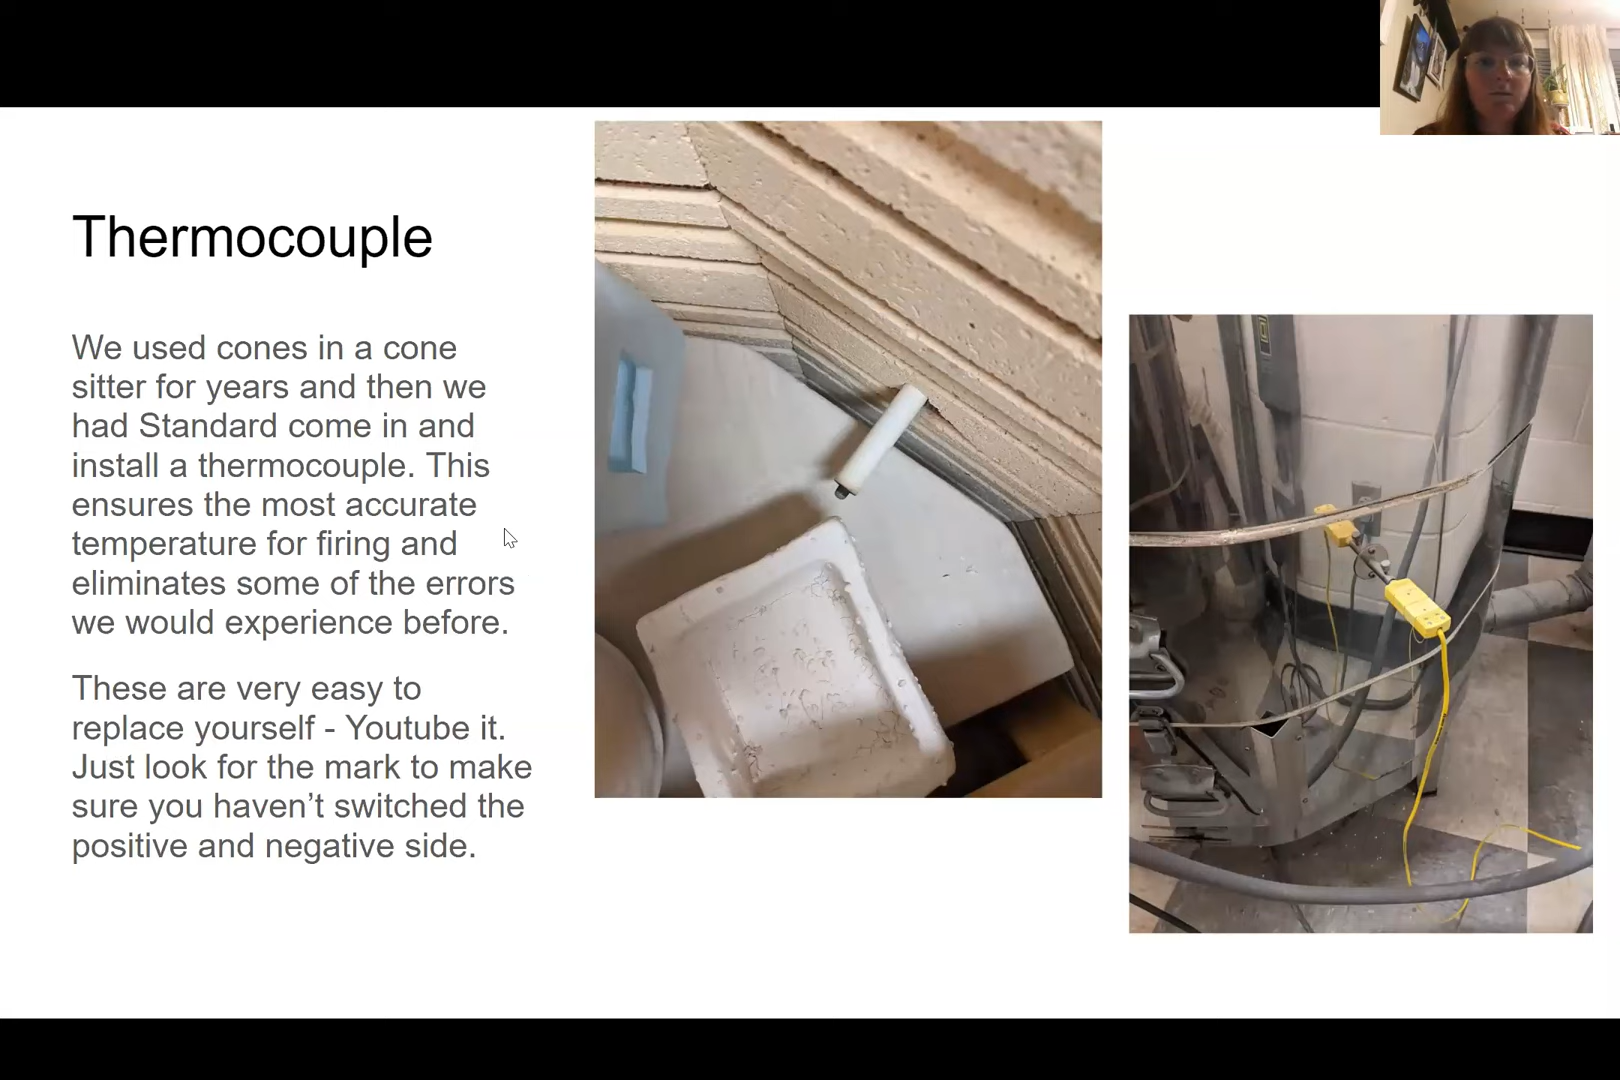 Thermocouple
We used cones in a cone
sitter for years and then we
had Standard come in and
install a thermocouple. This
ensures the most accurate
temperature for firing and
eliminates some of the errors
we would experience before.
These are very easy to
replace yourself - Youtube it.
Just look for the mark to make
sure you haven’t switched the
positive and negative side.